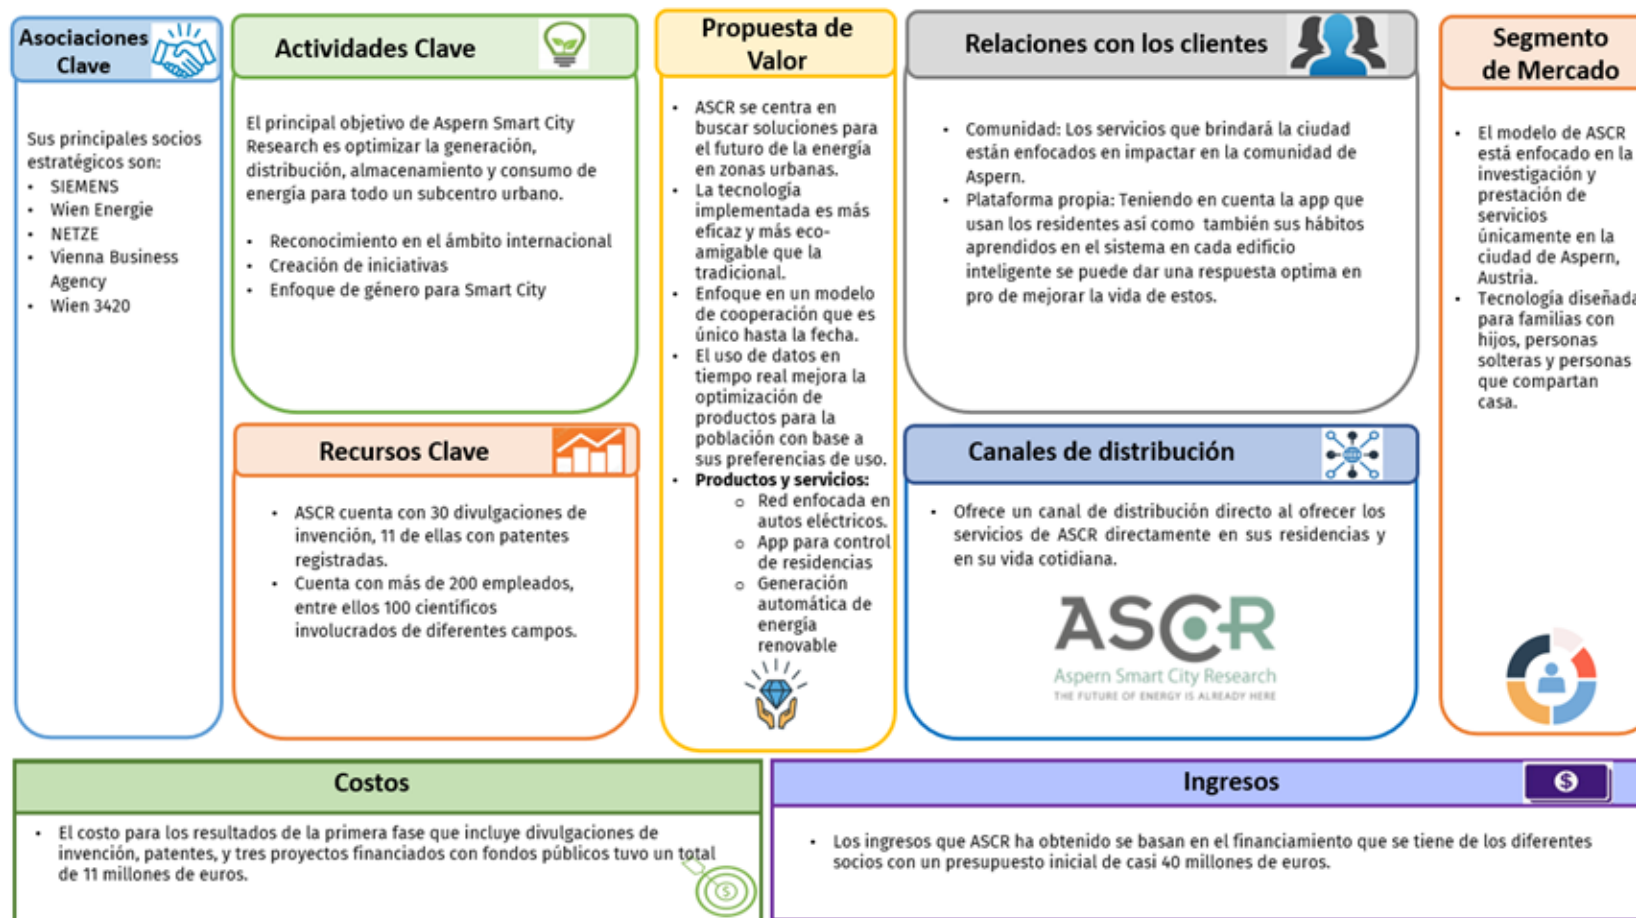 Asociaciones
Clave
Sus principales socios
estratégicos son:
• SIEMENS
• Wien Energie
• NETZE
• Vienna Business
Agency
• Wien 3420
Actividades Clave
El principal objetivo de Aspern Smart City
Research es optimizar la generación,
distribución, almacenamiento y consumo de
energía para todo un subcentro urbano.
• Reconocimiento en el ámbito internacional
• Creación de iniciativas
• Enfoque de género para Smart City
Recursos Clave
• ASCR cuenta con 30 divulgaciones de
invención, 11 de ellas con patentes
registradas.
• Cuenta con más de 200 empleados,
entre ellos 100 científicos
involucrados de diferentes campos.
Propuesta de
Valor
• ASCR se centra en
buscar soluciones para
el futuro de la energía
en zonas urbanas.
• La tecnología
implementada es más
eficaz y más eco-
amigable que la
tradicional.
• Enfoque en un modelo
de cooperación que es
único hasta la fecha.
• El uso de datos en
tiempo real mejora la
optimización de
productos para la
población con base a
sus preferencias de uso.
• Productos y servicios:
o Red enfocada en
autos eléctricos.
o App para control
de residencias
o Generación
automática de
energía
renovable
Relaciones con los clientes
• Comunidad: Los servicios que brindará la ciudad
están enfocados en impactar en la comunidad de
Aspern.
• Plataforma propia: Teniendo en cuenta la app que
usan los residentes así como también sus hábitos
aprendidos en el sistema en cada edificio
inteligente se puede dar una respuesta optima en
pro de mejorar la vida de estos.
Canales de distribución
• Ofrece un canal de distribución directo al ofrecer los
servicios de ASCR directamente en sus residencias y
en su vida cotidiana.
ASCR
Aspern Smart City Research
THE FUTURE OF ENERGY IS ALREADY HERE
Segmento
de Mercado
• El modelo de ASCR
está enfocado en la
investigación y
prestación de
servicios
únicamente en la
ciudad de Aspern,
Austria.
• Tecnología diseñada
para familias con
hijos, personas
solteras y personas
que compartan
casa.
Costos
• El costo para los resultados de la primera fase que incluye divulgaciones de
invención, patentes, y tres proyectos financiados con fondos públicos tuvo un total
de 11 millones de euros.
$
Ingresos
$
• Los ingresos que ASCR ha obtenido se basan en el financiamiento que se tiene de los diferentes
socios con un presupuesto inicial de casi 40 millones de euros.